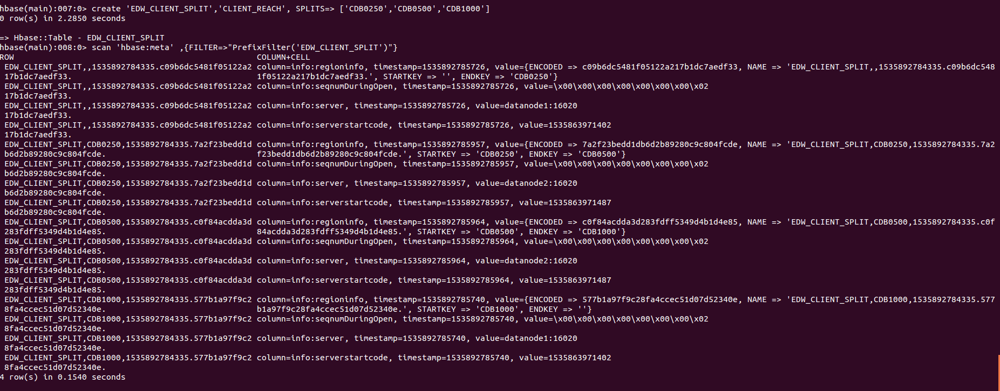 hbase(main):007:0> create 'EDW_CLIENT_SPLIT','CLIENT_REACH', SPLITS=> ['CDB0250','CDB0500','CDB1000']
0 row(s) in 2.2850 seconds
=> Hbase::Table - EDW_CLIENT_SPLIT
hbase(main):008:0> scan 'hbase:meta' ,{FILTER=>"PrefixFilter('EDW_CLIENT_SPLIT')"}
ROW COLUMN+CELL
EDW_CLIENT_SPLIT,,1535892784335.c09b6dc5481f05122a2 column=info:regioninfo, timestamp=1535892785726, value={ENCODED => c09b6dc5481f05122a217b1dc7aedf33, NAME => 'EDW_CLIENT_SPLIT,,1535892784335.c09b6dc548
17b1dc7aedf33. 1f05122a217b1dc7aedf33.', STARTKEY => '', ENDKEY => 'CDB0250'}
EDW_CLIENT_SPLIT,,1535892784335.c09b6dc5481f05122a2 column=info:seqnumDuringOpen, timestamp=1535892785726, value=\x00\x00\x00\x00\x00\x00\x00\x02
17b1dc7aedf33.
EDW_CLIENT_SPLIT,,1535892784335.c09b6dc5481f05122a2 column=info:server, timestamp=1535892785726, value=datanode1:16020
17b1dc7aedf33.
EDW_CLIENT_SPLIT,,1535892784335.c09b6dc5481f05122a2 column=info:serverstartcode, timestamp=1535892785726, value=1535863971402
17b1dc7aedf33.
EDW_CLIENT_SPLIT,CDB0250,1535892784335.7a2f23bedd1d column=info:regioninfo, timestamp=1535892785957, value={ENCODED => 7a2f23bedd1db6d2b89280c9c804fcde, NAME => 'EDW_CLIENT_SPLIT,CDB0250,1535892784335.7a2
b6d2b89280c9c804fcde. f23bedd1db6d2b89280c9c804fcde.', STARTKEY => 'CDB0250', ENDKEY => 'CDB0500'}
EDW_CLIENT_SPLIT,CDB0250,1535892784335.7a2f23bedd1d column=info:seqnumDuringOpen, timestamp=1535892785957, value=\x00\x00\x00\x00\x00\x00\x00\x02
b6d2b89280c9c804fcde.
EDW_CLIENT_SPLIT,CDB0250,1535892784335.7a2f23bedd1d column=info:server, timestamp=1535892785957, value=datanode2:16020
b6d2b89280c9c804fcde.
EDW_CLIENT_SPLIT,CDB0250,1535892784335.7a2f23bedd1d column=info:serverstartcode, timestamp=1535892785957, value=1535863971487
b6d2b89280c9c804fcde.
EDW_CLIENT_SPLIT,CDB0500,1535892784335.c0f84acdda3d column=info:regioninfo, timestamp=1535892785964, value={ENCODED => c0f84acdda3d283fdff5349d4b1d4e85, NAME => 'EDW_CLIENT_SPLIT,CDB0500,1535892784335.c0f
283fdff5349d4b1d4e85. 84acdda3d283fdff5349d4b1d4e85.', STARTKEY => 'CDB0500', ENDKEY => 'CDB1000'}
EDW_CLIENT_SPLIT,CDB0500,1535892784335.c0f84acdda3d column=info:seqnumDuringOpen, timestamp=1535892785964, value=\x00\x00\x00\x00\x00\x00\x00\x02
283fdff5349d4b1d4e85.
EDW_CLIENT_SPLIT,CDB0500,1535892784335.c0f84acdda3d column=info:server, timestamp=1535892785964, value=datanode2:16020
283fdff5349d4b1d4e85.
EDW_CLIENT_SPLIT,CDB0500,1535892784335.c0f84acdda3d column=info:serverstartcode, timestamp=1535892785964, value=1535863971487
283fdff5349d4b1d4e85.
EDW_CLIENT_SPLIT,CDB1000,1535892784335.577b1a97f9c2 column=info:regioninfo, timestamp=1535892785740, value={ENCODED => 577b1a97f9c28fa4ccec51d07d52340e, NAME => 'EDW_CLIENT_SPLIT,CDB1000,1535892784335.577
8fa4ccec51d07d52340e. b1a97f9c28fa4ccec51d07d52340e.', STARTKEY => 'CDB1000', ENDKEY => ''}
EDW_CLIENT_SPLIT,CDB1000,1535892784335.577b1a97f9c2 column=info:seqnumDuringOpen, timestamp=1535892785740, value=\x00\x00\x00\x00\x00\x00\x00\x02
8fa4ccec51d07d52340e.
EDW_CLIENT_SPLIT,CDB1000,1535892784335.577b1a97f9c2 column=info:server, timestamp=1535892785740, value=datanode1:16020
8fa4ccec51d07d52340e.
EDW_CLIENT_SPLIT,CDB1000,1535892784335.577b1a97f9c2 column=info:serverstartcode, timestamp=1535892785740, value=1535863971402
8fa4ccec51d07d52340e.
4 row(s) in 0.1540 seconds